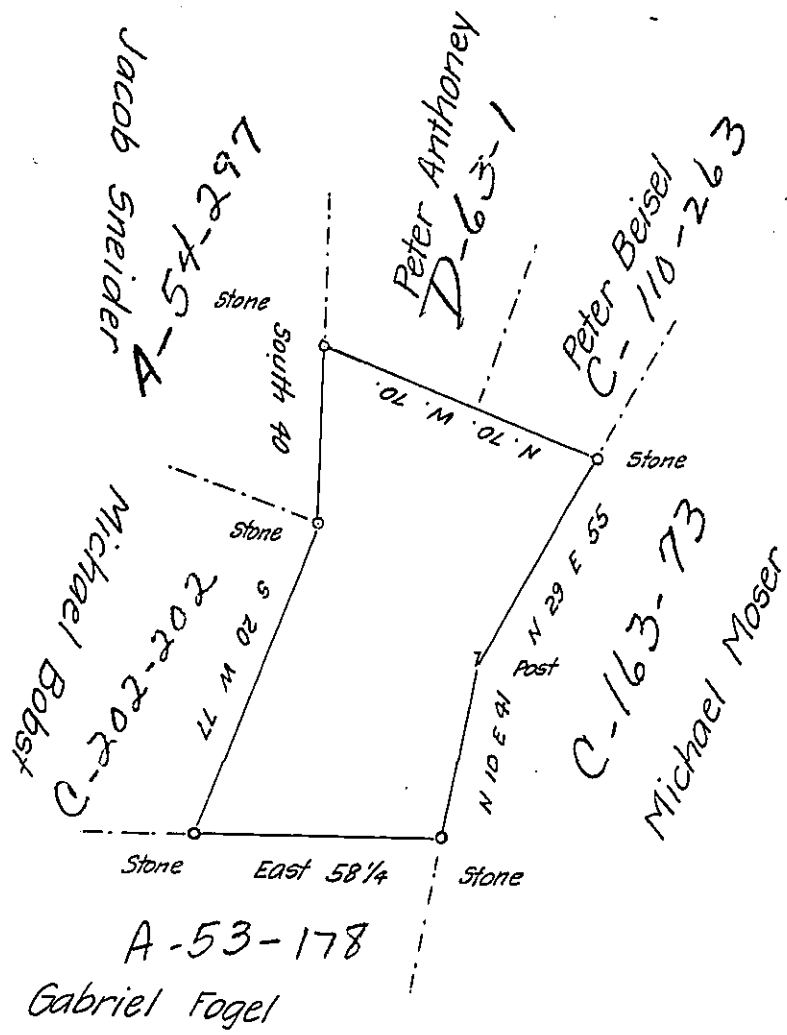 Jacob Sneider
A-54-297
Peter Anthoney
D-63-1
Peter Beisel
C-110-263
Stone
South 40
N. 70. W. 70.
Stone
Stone
N 29 E 55
C-163-73
Michael Moser
Post
N 10 E 41
Michael Bobst
C-202-202
S 20 W 77
Stone
East 58 1/4
Stone
A-53-178
Gabriel Fogel